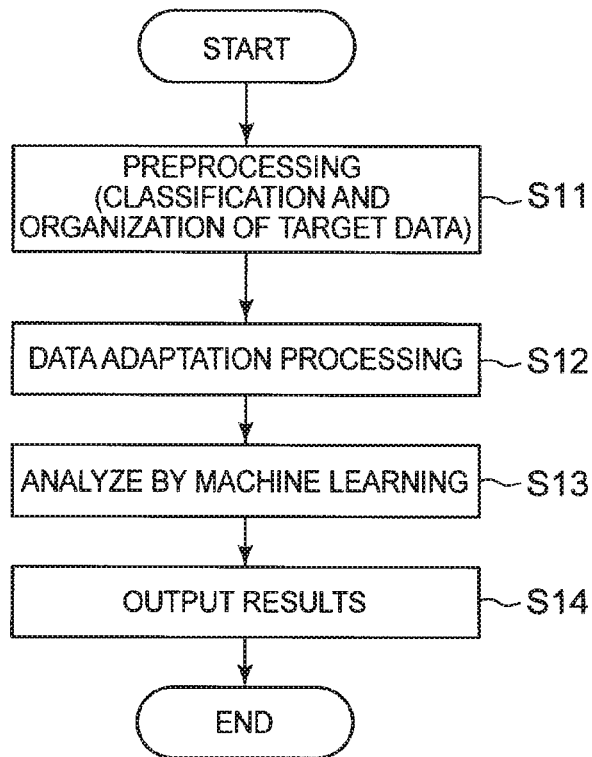 START
PREPROCESSING
(CLASSIFICATION AND
ORGANIZATION OF TARGET DATA)
S11
DATA ADAPTATION PROCESSING
S12
ANALYZE BY MACHINE LEARNING
S13
OUTPUT RESULTS
S14
END